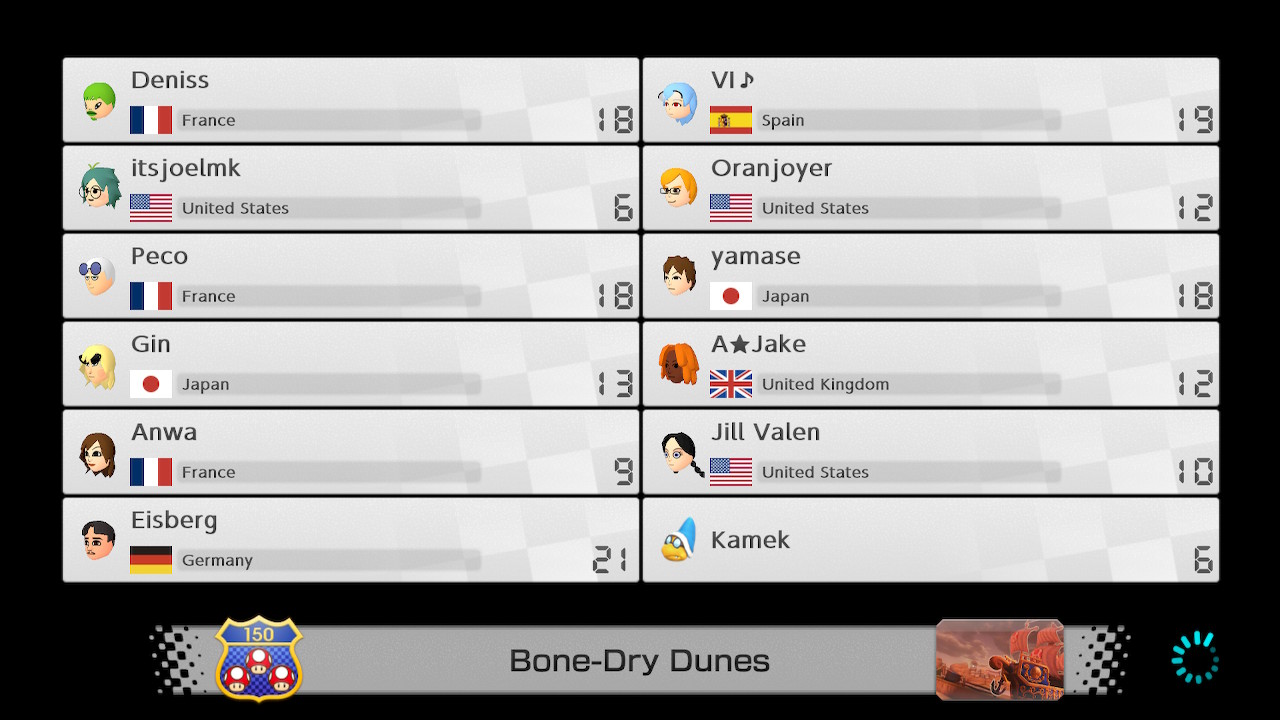 Deniss
France
18
VI♪
Spain
19
itsjoelmk
United States
6
Oranjoyer
United States
12
Peco
France
18
yamase
Japan
18
Gin
Japan
13
A★Jake
United Kingdom
12
Anwa
France
9
Jill Valen
United States
10
Eisberg
Germany
21
Kamek
6
150
Bone-Dry Dunes